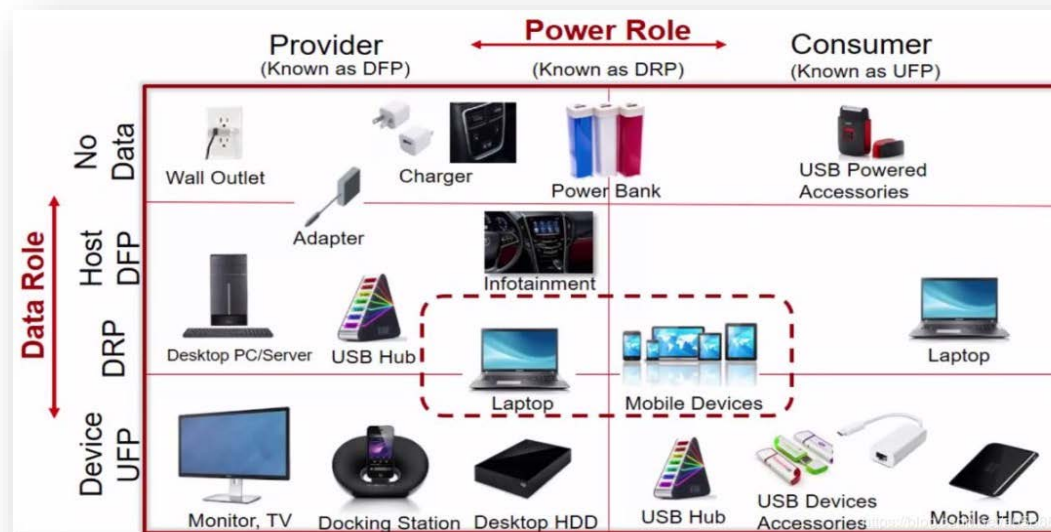 Power Role
Provider
(Known as DFP)
(Known as DRP)
Consumer
(Known as UFP)
Data Role
No
Data
Host
DFP
DRP
Device
UFP
Wall Outlet
Charger
Power Bank
USB Powered
Accessories
Adapter
Infotainment
Desktop PC/Server
USB Hub
Laptop
Mobile Devices
Laptop
Monitor, TV
Docking Station
Desktop HDD
USB Hub
USB Devices
Accessories
Mobile HDD